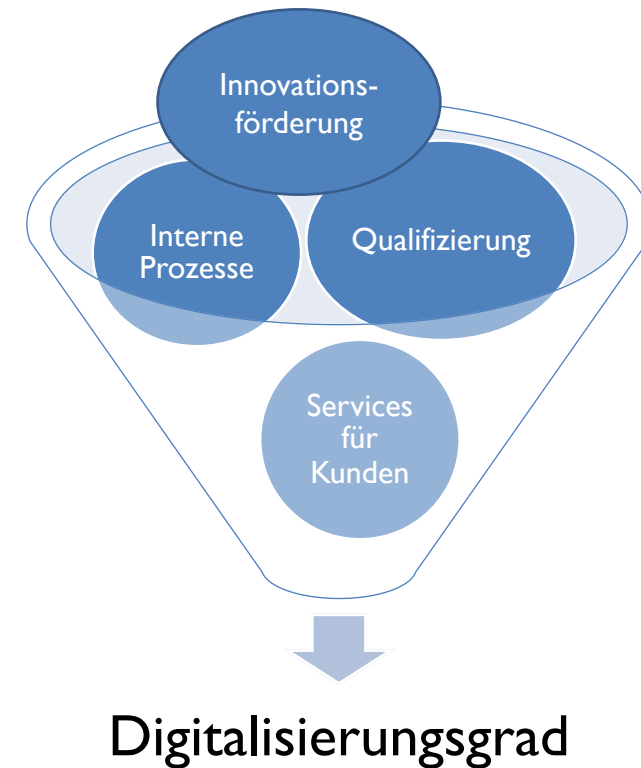 Innovations-
förderung
Interne
Prozesse
Qualifizierung
Services
für
Kunden
Digitalisierungsgrad